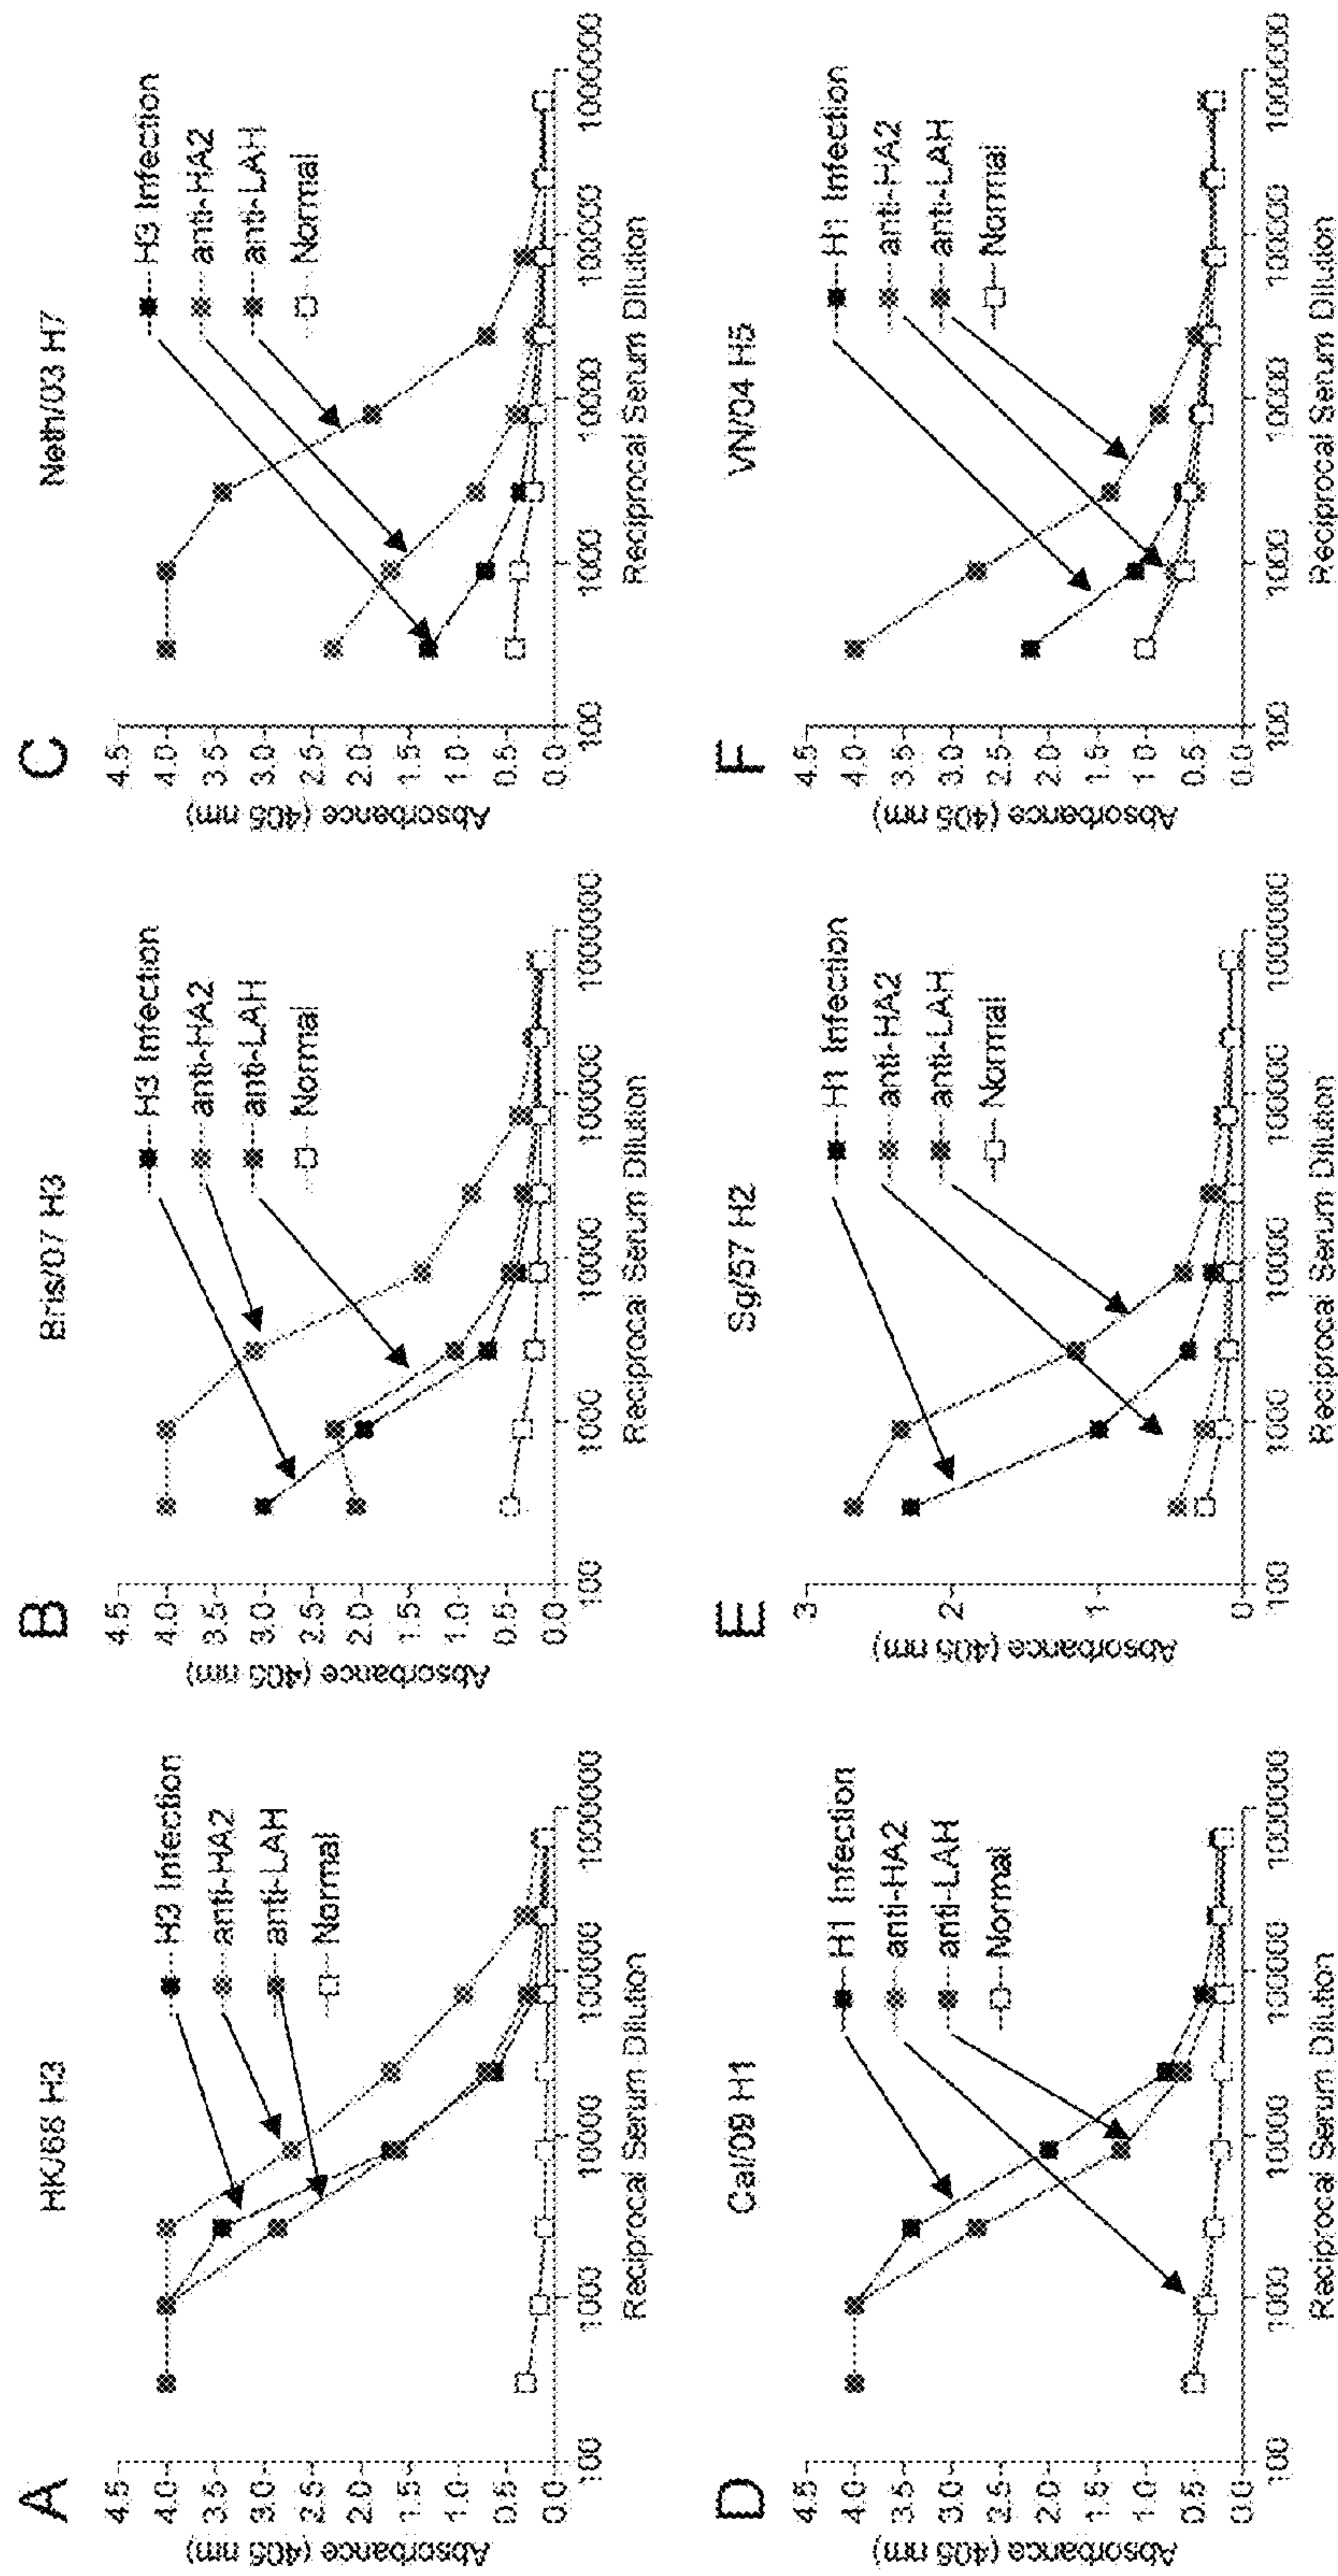 A
HK/68 H3
Absorbance (405 nm)
4.5
4.0
3.5
3.0
2.5
2.0
1.5
1.0
0.5
0.0
100
1000
10000
100000
1000000
Reciprocal Serum Dilution
H3 Infection
anti-HA2
anti-LAH
Normal
B
Bris/07 H3
Absorbance (405 nm)
4.5
4.0
3.5
3.0
2.5
2.0
1.5
1.0
0.5
0.0
100
1000
10000
100000
1000000
Reciprocal Serum Dilution
H3 Infection
anti-HA2
anti-LAH
Normal
C
Neth/03 H7
Absorbance (405 nm)
4.5
4.0
3.5
3.0
2.5
2.0
1.5
1.0
0.5
0.0
100
1000
10000
100000
1000000
Reciprocal Serum Dilution
H3 Infection
anti-HA2
anti-LAH
Normal
D
Cal/09 H1
Absorbance (405 nm)
4.5
4.0
3.5
3.0
2.5
2.0
1.5
1.0
0.5
0.0
100
1000
10000
100000
1000000
Reciprocal Serum Dilution
H1 Infection
anti-HA2
anti-LAH
Normal
E
Sg/57 H2
Absorbance (405 nm)
3
2
1
0
100
1000
10000
100000
1000000
Reciprocal Serum Dilution
H1 Infection
anti-HA2
anti-LAH
Normal
F
VN/04 H5
Absorbance (405 nm)
4.5
4.0
3.5
3.0
2.5
2.0
1.5
1.0
0.5
0.0
100
1000
10000
100000
1000000
Reciprocal Serum Dilution
H1 Infection
anti-HA2
anti-LAH
Normal